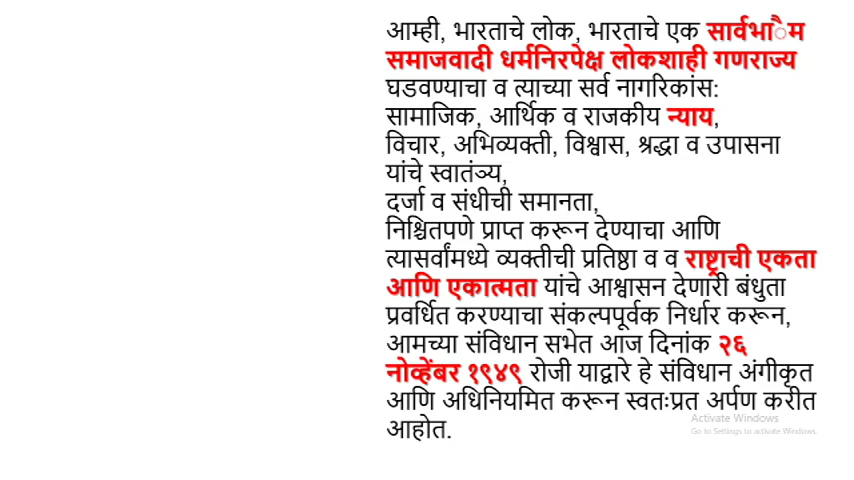 आम्ही, भारताचे लोक, भारताचे एक सार्वभाैम
समाजवादी धर्मनिरपेक्ष लोकशाही गणराज्य
घडवण्याचा व त्याच्या सर्व नागरिकांस:
सामाजिक, आर्थिक व राजकीय न्याय,
विचार, अभिव्यक्ती, विश्वास, श्रद्धा व उपासना
यांचे स्वातंञ्य,
दर्जा व संधीची समानता,
निश्चितपणे प्राप्त करून देण्याचा आणि
त्यासर्वांमध्ये व्यक्तीची प्रतिष्ठा व व राष्ट्राची एकता
आणि एकात्मता यांचे आश्वासन देणारी बंधुता
प्रवर्धित करण्याचा संकल्पपूर्वक निर्धार करून,
आमच्या संविधान सभेत आज दिनांक २६
नोव्हेंबर १९४९ रोजी याद्वारे हे संविधान अंगीकृत
आणि अधिनियमित करून स्वतःप्रत अर्पण करीत
आहोत.
Activate Windows
Go to Settings to activate Windows.